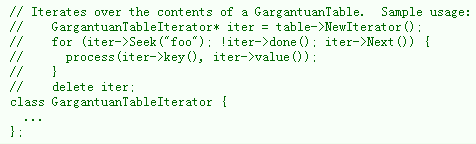 // Iterates over the contents of a GargantuanTable.  Sample usage:
//    GargantuanTableIterator* iter = table->NewIterator();
//    for (iter->Seek("foo"); !iter->done(); iter->Next()) {
//      process(iter->key(), iter->value());
//    }
//    delete iter;
class GargantuanTableIterator {
  ...
};